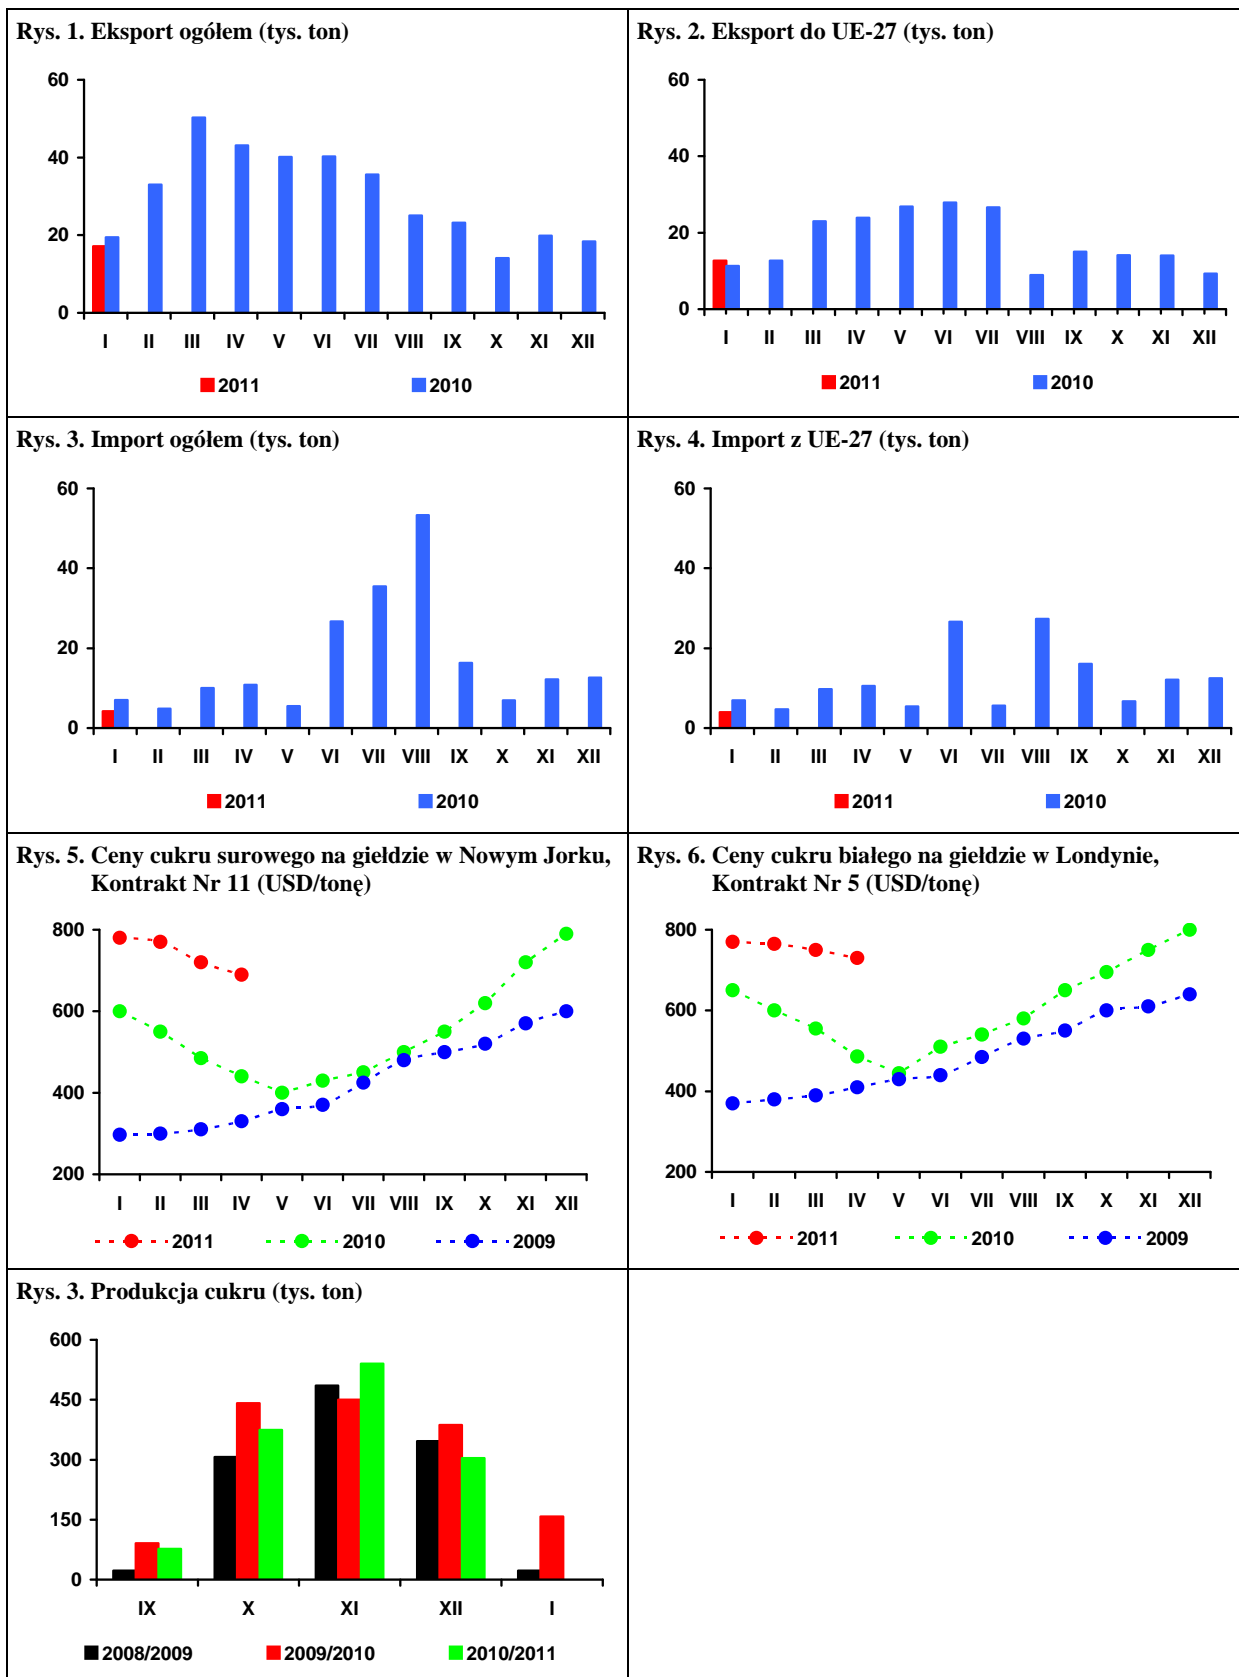 Rys. 1. Eksport ogółem (tys. ton)
60
40
20
0
I II III IV V VI VII VIII IX X XI XII
2011 2010
Rys. 2. Eksport do UE-27 (tys. ton)
60
40
20
0
I II III IV V VI VII VIII IX X XI XII
2011 2010
Rys. 3. Import ogółem (tys. ton)
60
40
20
0
I II III IV V VI VII VIII IX X XI XII
2011 2010
Rys. 4. Import z UE-27 (tys. ton)
60
40
20
0
I II III IV V VI VII VIII IX X XI XII
2011 2010
Rys. 5. Ceny cukru surowego na giełdzie w Nowym Jorku,
Kontrakt Nr 11 (USD/tonę)
800
600
400
200
I II III IV V VI VII VIII IX X XI XII
2011 2010 2009
Rys. 6. Ceny cukru białego na giełdzie w Londynie,
Kontrakt Nr 5 (USD/tonę)
800
600
400
200
I II III IV V VI VII VIII IX X XI XII
2011 2010 2009
Rys. 3. Produkcja cukru (tys. ton)
600
450
300
150
0
IX X XI XII I
2008/2009 2009/2010 2010/2011